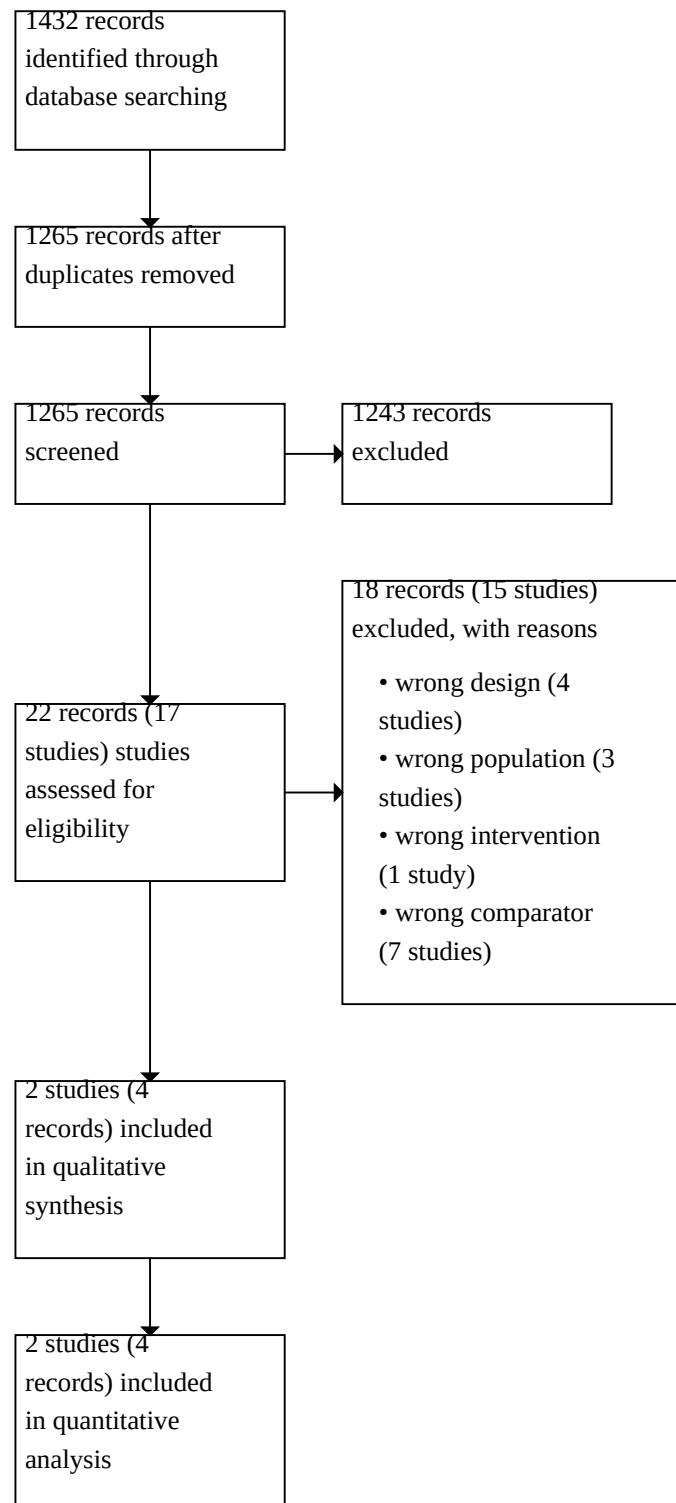 1432 records
identified through
database searching
1265 records after
duplicates removed
1265 records
screened
1243 records
excluded
18 records (15 studies)
excluded, with reasons
• wrong design (4
studies)
• wrong population (3
studies)
• wrong intervention
(1 study)
• wrong comparator
(7 studies)
22 records (17
studies) studies
assessed for
eligibility
2 studies (4
records) included
in qualitative
synthesis
2 studies (4
records) included
in quantitative
analysis